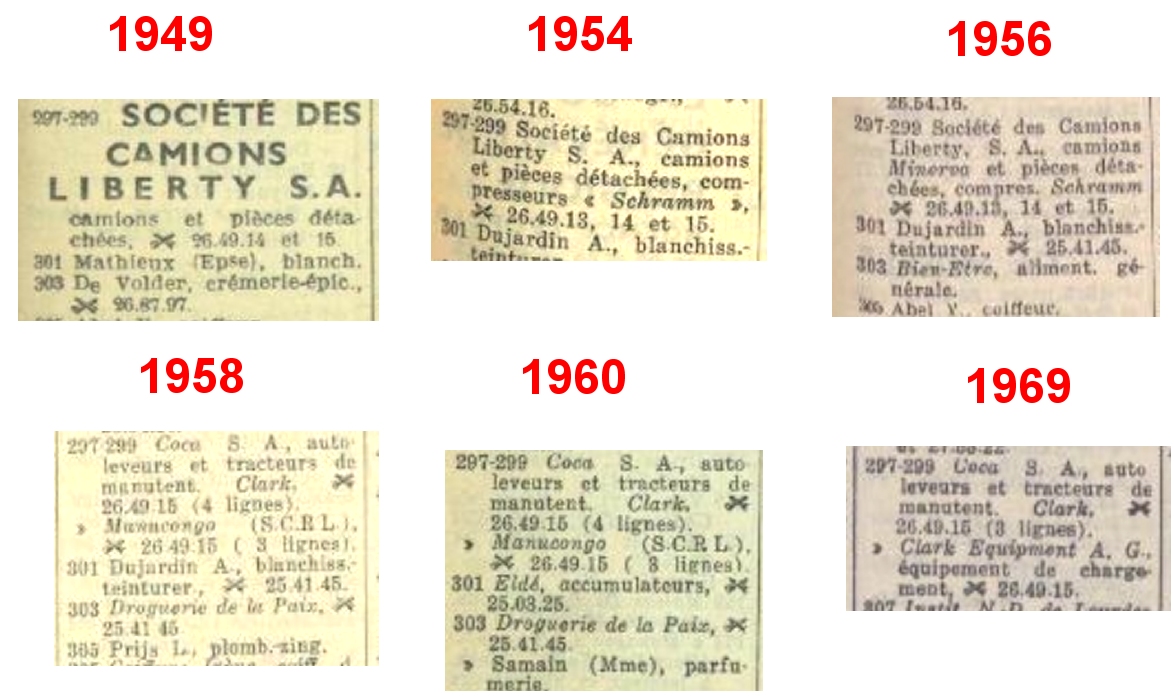 1949
297-299 SOCIÉTÉ DES
CAMIONS
LIBERTY S.A.
camions et pièces déta-
chées, 26.49.14 et 15.
301 Mathieux (Epse), blanch.
303 De Volder, crémerie-épic.,
26.87.97.
1954
26.54.16.
297-299 Société des Camions
Liberty S. A., camions
et pièces détachées, com-
presseurs « Schramm »,
26.49.13, 14 et 15.
301 Dujardin A., blanchiss.-
teinturer.
1956
26.54.16.
297-299 Société des Camions
Liberty, S. A., camions
Minerva et pièces déta-
chées, compres. Schramm
26.49.13, 14 et 15.
301 Dujardin A., blanchiss.-
teinturer., 25.41.45.
303 Bien-Etre, aliment. gé-
nérale.
305 Abel V., coiffeur.
1958
297-299 Coca S. A., auto-
leveurs et tracteurs de
manutent. Clark,
26.49.15 (4 lignes).
» Manucongo (S.C.R.L.),
26.49.15 ( 3 lignes).
301 Dujardin A., blanchiss.-
teinturer., 25.41.45.
303 Droguerie de la Paix,
25.41.45
305 Prijs L., plomb.-zing.
1960
297-299 Coca S. A., auto
leveurs et tracteurs de
manutent. Clark,
26.49.15 (4 lignes).
» Manucongo (S.C.R.L.),
26.49.15 ( 3 lignes).
301 Eldé, accumulateurs,
25.03.25.
303 Droguerie de la Paix,
25.41.45.
» Samain (Mme), parfu-
merie.
1969
297-299 Coca S. A., auto
leveurs et tracteurs de
manutent. Clark,
26.49.15 (3 lignes).
» Clark Equipment A. G.,
équipement de charge-
ment, 26.49.15.
307 Instit. N.-D. de Lourdes